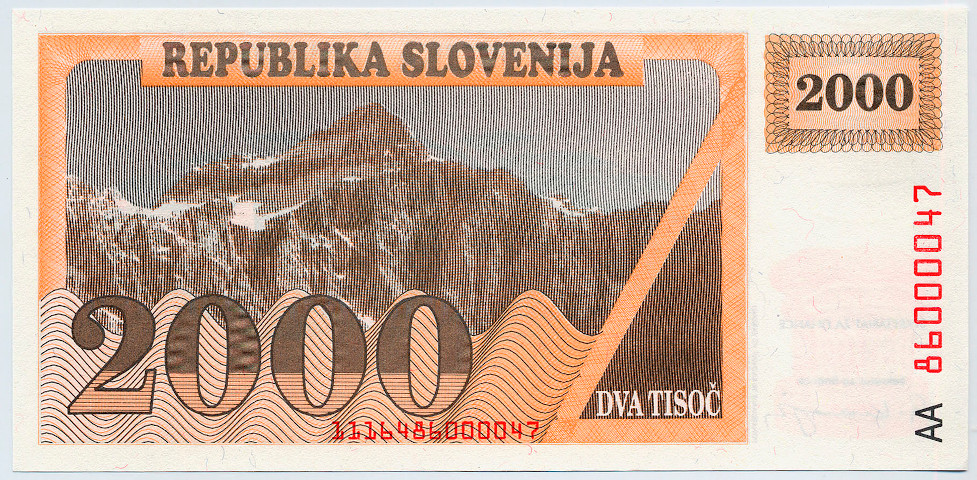 REPUBLIKA SLOVENIJA
2000
2000
DVA TISOČ
1116486000047
AA 86000047